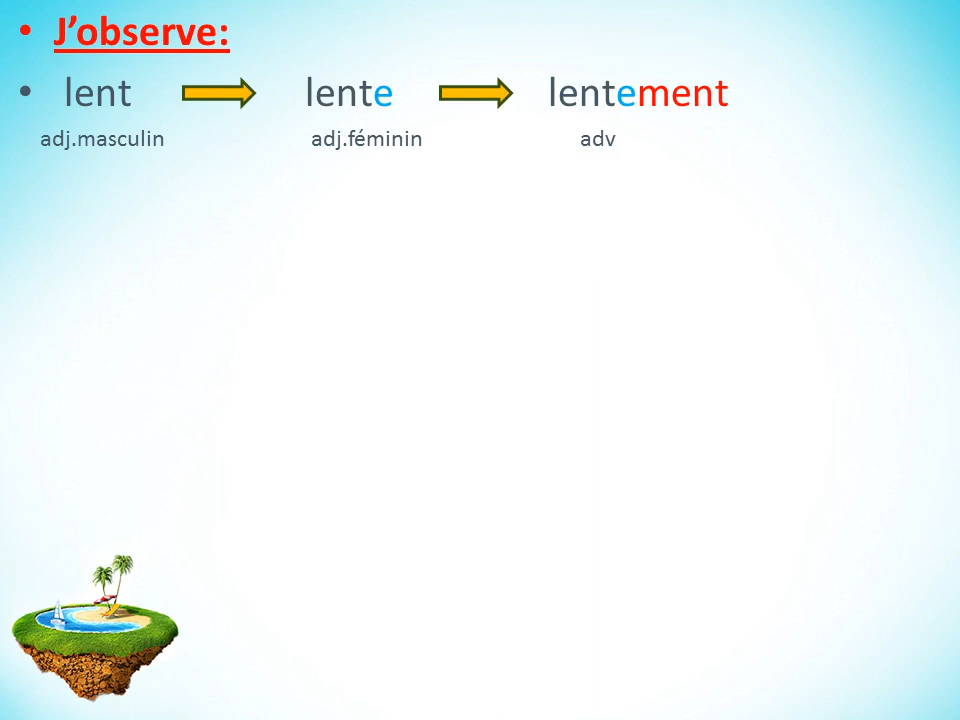 • J’observe:
• lent lente lentement
adj.masculin adj.féminin adv